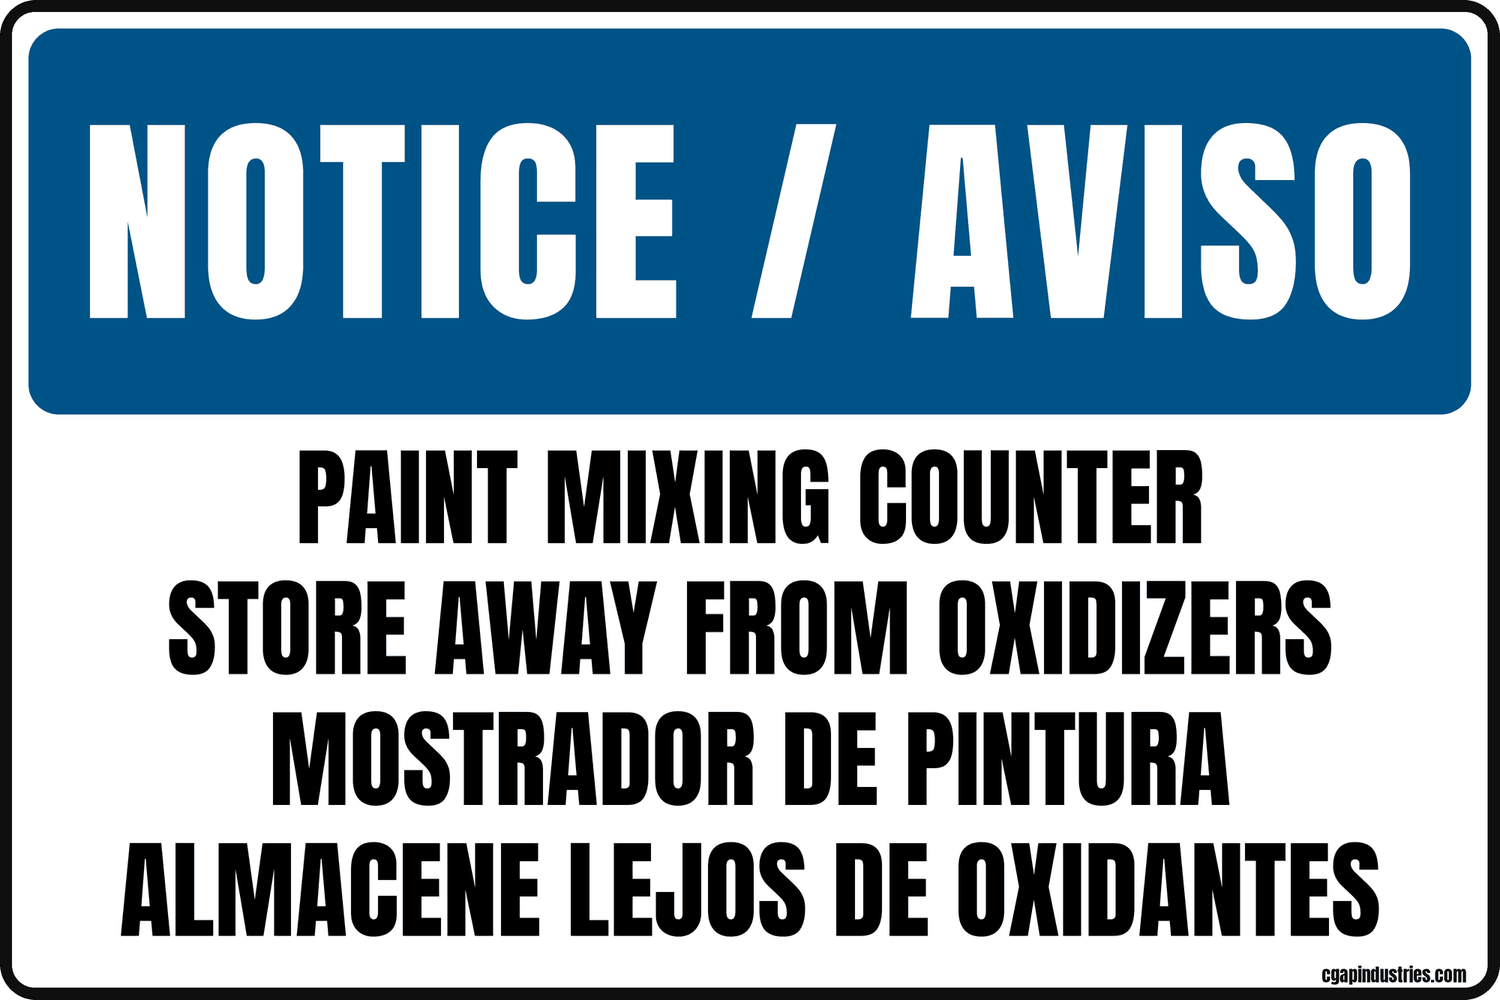 NOTICE / AVISO
PAINT MIXING COUNTER
STORE AWAY FROM OXIDIZERS
MOSTRADOR DE PINTURA
ALMACENE LEJOS DE OXIDANTES
cgapindustries.com